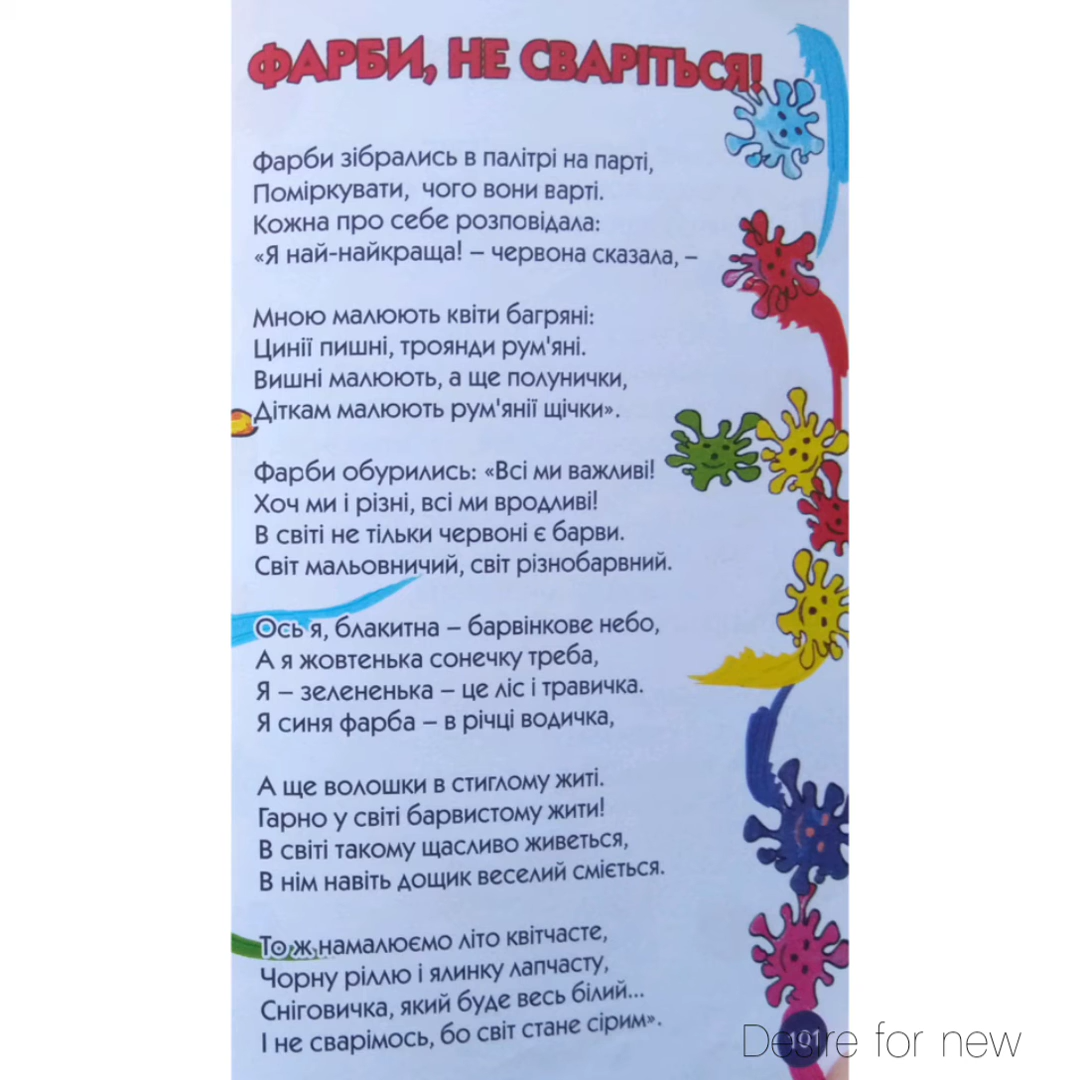 ФАРБИ, НЕ СВАРІТЬСЯ!
Фарби зібрались в палітрі на парті,
Поміркувати, чого вони варті.
Кожна про себе розповідала:
«Я най-найкраща! – червона сказала, –
Мною малюють квіти багряні:
Цинії пишні, троянди рум'яні.
Вишні малюють, а ще полунички,
Діткам малюють рум'янії щічки».
Фарби обурились: «Всі ми важливі!
Хоч ми і різні, всі ми вродливі!
В світі не тільки червоні є барви.
Світ мальовничий, світ різнобарвний.
Ось я, блакитна – барвінкове небо,
А я жовтенька сонечку треба,
Я – зелененька – це ліс і травичка.
Я синя фарба – в річці водичка,
А ще волошки в стиглому житі.
Гарно у світі барвистому жити!
В світі такому щасливо живеться,
В нім навіть дощик веселий сміється.
То ж намалюємо літо квітчасте,
Чорну ріллю і ялинку лапчасту,
Сніговичка, який буде весь білий...
І не сварімось, бо світ стане сірим».
101
Desire for new